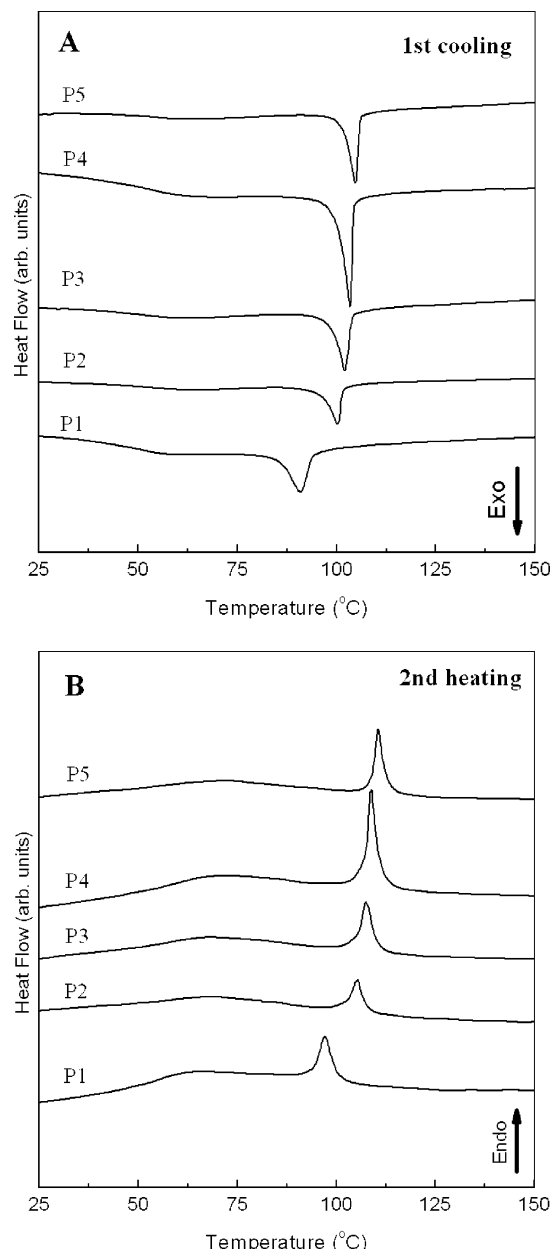 A
1st cooling
P5
P4
P3
P2
P1
Heat Flow (arb. units)
Exo
25 50 75 100 125 150
Temperature (°C)
B
2nd heating
P5
P4
P3
P2
P1
Heat Flow (arb. units)
Endo
25 50 75 100 125 150
Temperature (°C)